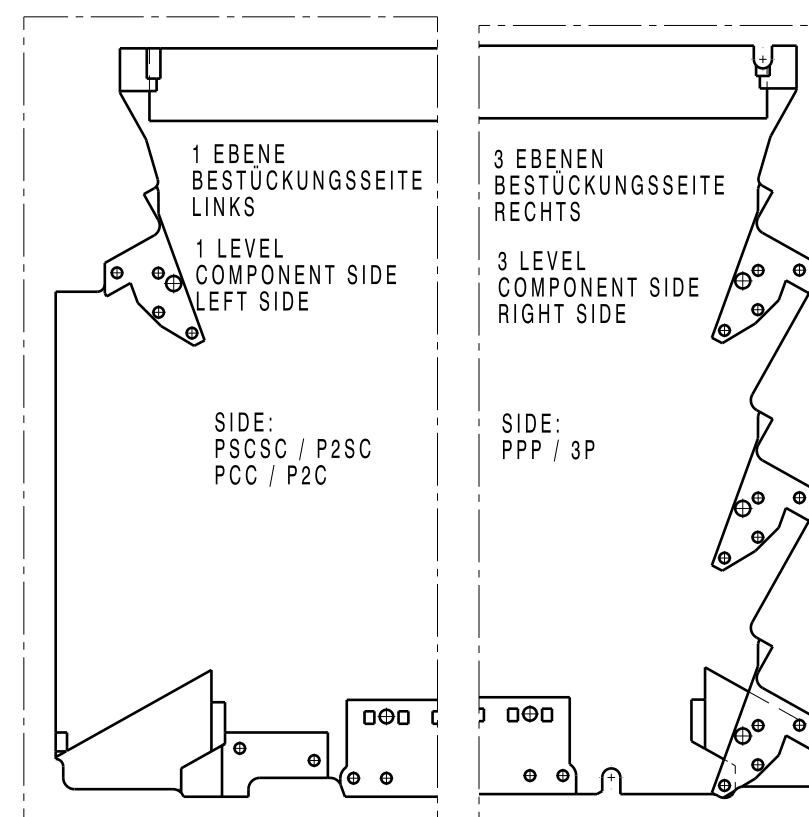 1 EBENE
BESTÜCKUNGSSEITE
LINKS
1 LEVEL
COMPONENT SIDE
LEFT SIDE
SIDE:
PSCSC / P2SC
PCC / P2C
3 EBENEN
BESTÜCKUNGSSEITE
RECHTS
3 LEVEL
COMPONENT SIDE
RIGHT SIDE
SIDE:
PPP / 3P